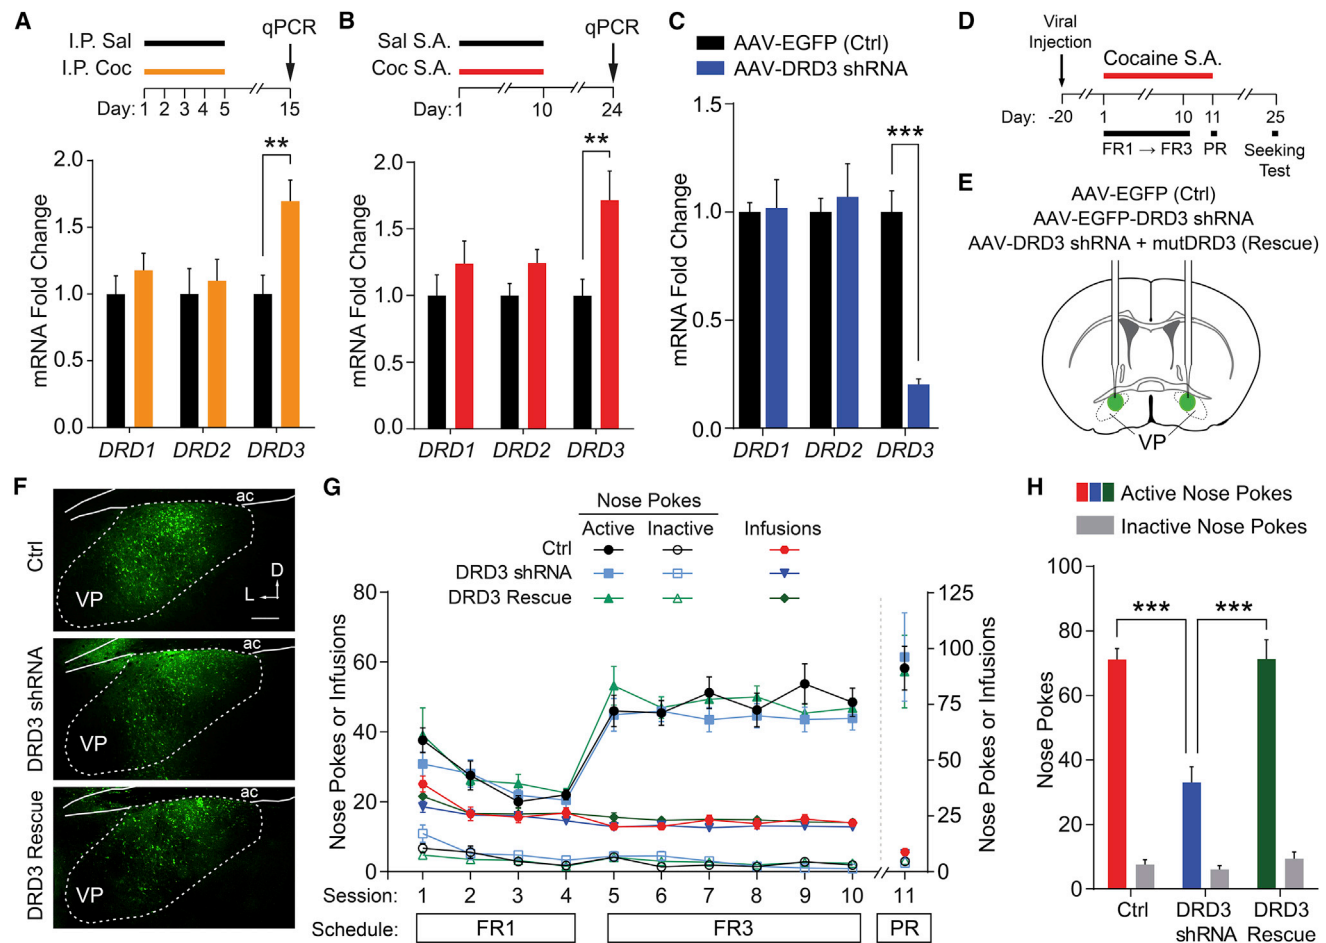 A
I.P. Sal
I.P. Coc
qPCR
Day: 1 2 3 4 5 15
mRNA Fold Change
2.0
1.5
1.0
0.5
0.0
**
DRD1 DRD2 DRD3
B
Sal S.A.
Coc S.A.
qPCR
Day: 1 10 24
mRNA Fold Change
2.0
1.5
1.0
0.5
0.0
**
DRD1 DRD2 DRD3
C
AAV-EGFP (Ctrl)
AAV-DRD3 shRNA
mRNA Fold Change
1.5
1.0
0.5
0.0
***
DRD1 DRD2 DRD3
D
Viral
Injection
Cocaine S.A.
Day: -20 1 10 11 25
FR1 → FR3 PR
Seeking
Test
E
AAV-EGFP (Ctrl)
AAV-EGFP-DRD3 shRNA
AAV-DRD3 shRNA + mutDRD3 (Rescue)
VP
F
Ctrl
ac
VP
D
L
DRD3 shRNA
ac
VP
DRD3 Rescue
ac
VP
G
Nose Pokes
Active Inactive Infusions
Ctrl
DRD3 shRNA
DRD3 Rescue
Nose Pokes or Infusions
80
60
40
20
0
Nose Pokes or Infusions
125
100
75
50
25
0
Session: 1 2 3 4 5 6 7 8 9 10 11
Schedule: FR1 FR3 PR
H
Active Nose Pokes
Inactive Nose Pokes
Nose Pokes
100
80
60
40
20
0
*** ***
Ctrl
DRD3
shRNA
DRD3
Rescue